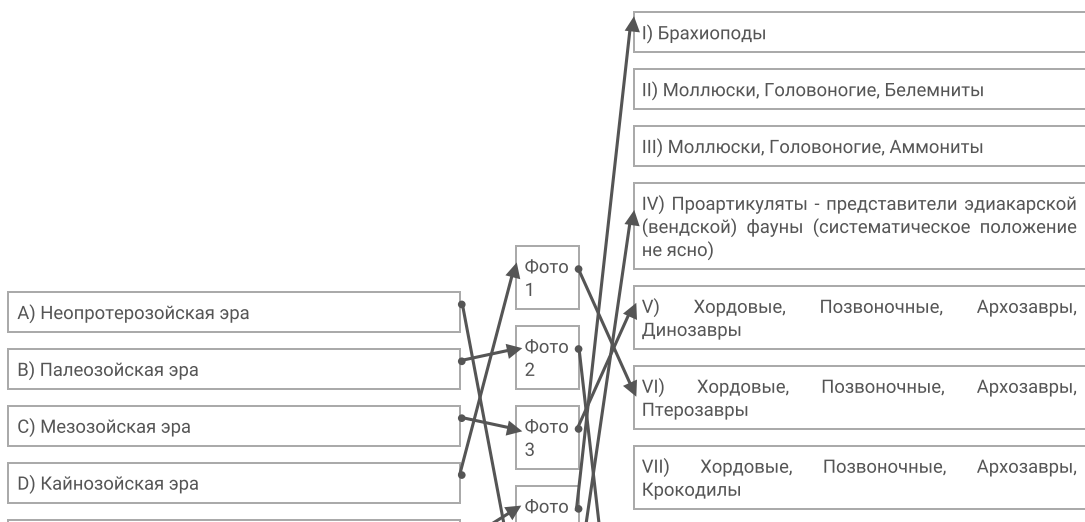 A) Неопротерозойская эра
B) Палеозойская эра
C) Мезозойская эра
D) Кайнозойская эра
Фото
1
Фото
2
Фото
3
Фото
I) Брахиоподы
II) Моллюски, Головоногие, Белемниты
III) Моллюски, Головоногие, Аммониты
IV) Проартикуляты - представители эдиакарской
(вендской) фауны (систематическое положение
не ясно)
V) Хордовые, Позвоночные, Архозавры,
Динозавры
VI) Хордовые, Позвоночные, Архозавры,
Птерозавры
VII) Хордовые, Позвоночные, Архозавры,
Крокодилы